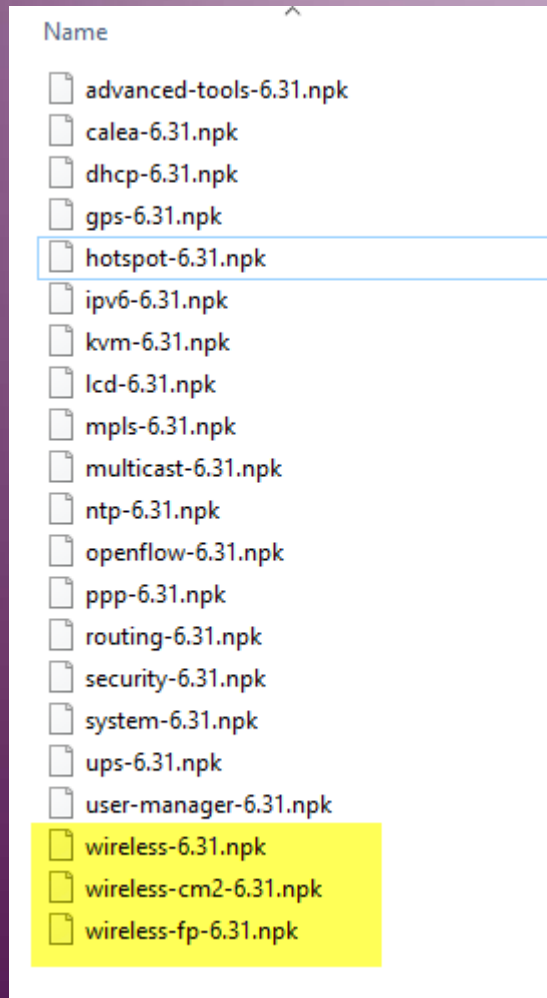 Name
advanced-tools-6.31.npk
calea-6.31.npk
dhcp-6.31.npk
gps-6.31.npk
hotspot-6.31.npk
ipv6-6.31.npk
kvm-6.31.npk
lcd-6.31.npk
mpls-6.31.npk
multicast-6.31.npk
ntp-6.31.npk
openflow-6.31.npk
ppp-6.31.npk
routing-6.31.npk
security-6.31.npk
system-6.31.npk
ups-6.31.npk
user-manager-6.31.npk
wireless-6.31.npk
wireless-cm2-6.31.npk
wireless-fp-6.31.npk